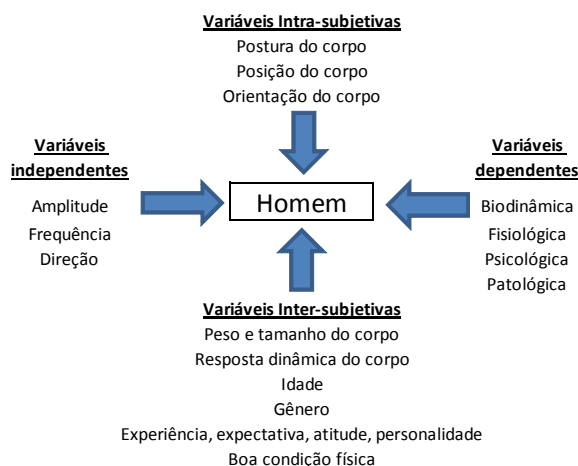 Variáveis Intra-subjetivas
Postura do corpo
Posição do corpo
Orientação do corpo
Variáveis
independentes
Amplitude
Frequência
Direção
Homem
Variáveis
dependentes
Biodinâmica
Fisiológica
Psicológica
Patológica
Variáveis Inter-subjetivas
Peso e tamanho do corpo
Resposta dinâmica do corpo
Idade
Gênero
Experiência, expectativa, atitude, personalidade
Boa condição física